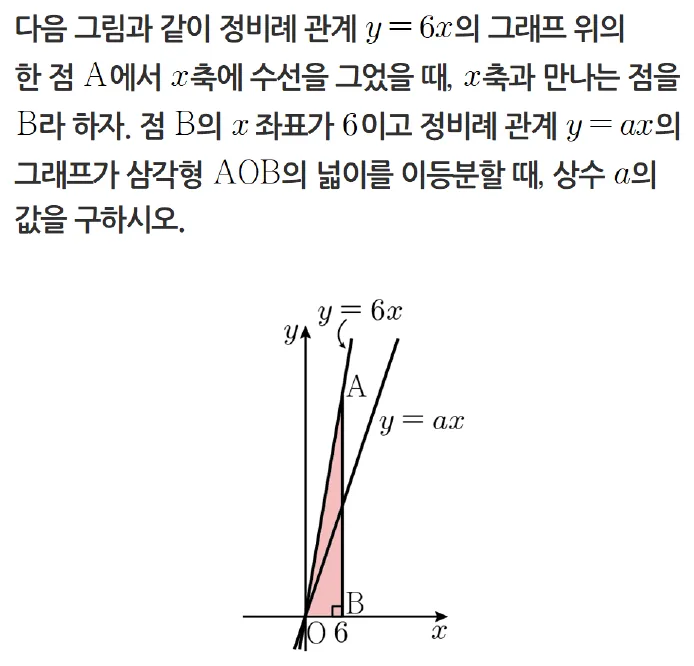 다음 그림과 같이 정비례 관계 y = 6x의 그래프 위의
한 점 A에서 x축에 수선을 그었을 때, x축과 만나는 점을
B라 하자. 점 B의 x 좌표가 6이고 정비례 관계 y = ax의
그래프가 삼각형 AOB의 넓이를 이등분할 때, 상수 a의
값을 구하시오.
y = 6x
y
A
y = ax
B
O 6
x